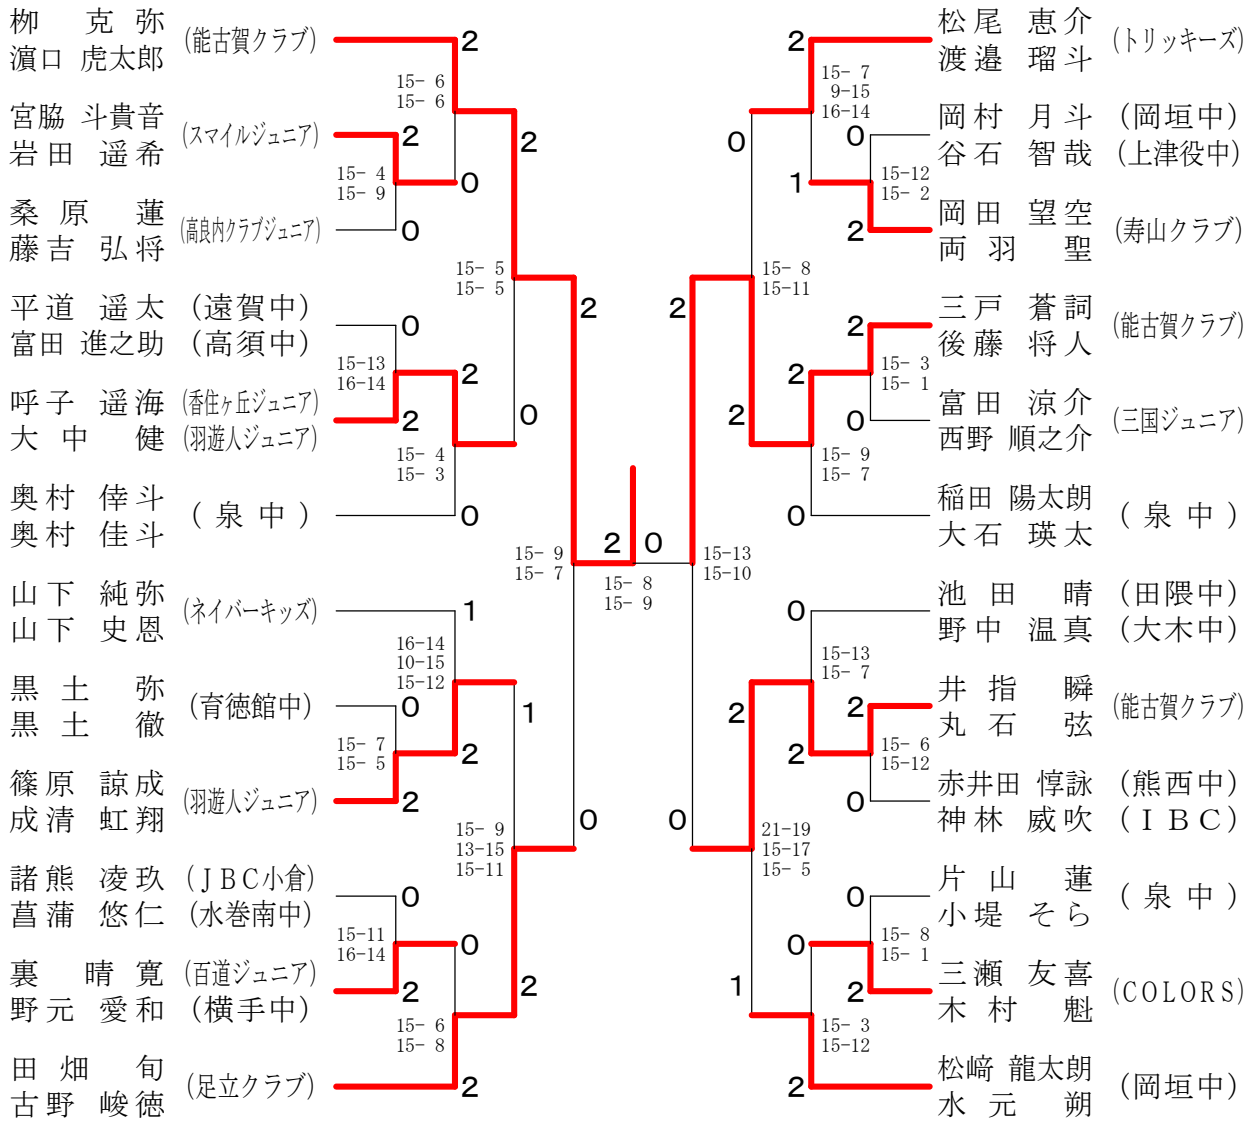 栁 克弥 (能古賀クラブ)
濵口 虎太郎
宮脇 斗貴音 (スマイルジュニア)
岩田 遥希
桑原 蓮 (高良内クラブジュニア)
藤吉 弘将
平道 遥太 (遠賀中)
富田 進之助 (高須中)
呼子 遥海 (香住ヶ丘ジュニア)
大中 健 (羽遊人ジュニア)
奥村 倖斗 (泉中)
奥村 佳斗
山下 純弥 (ネイバーキッズ)
山下 史恩
黒土 弥 (育徳館中)
黒土 徹
篠原 諒成 (羽遊人ジュニア)
成清 虹翔
諸熊 凌玖 (JBC小倉)
菖蒲 悠仁 (水巻南中)
裏 晴寛 (百道ジュニア)
野元 愛和 (横手中)
田畑 旬 (足立クラブ)
古野 峻徳
2
15- 6
15- 6
2
15- 4
15- 9
0
0
2
15- 5
15- 5
0
15-13
16-14
2
2
0
15- 4
15- 3
0
2
15- 9
15- 7
1
16-14
10-15
15-12
0
15- 7
15- 5
2
2
1
15- 9
13-15
15-11
0
0
15-11
16-14
2
0
2
15- 6
15- 8
2
2 0
15- 8
15- 9
2
15- 7
9-15
16-14
0
0
1
15-12
15- 2
2
15- 8
15-11
2
2
2
15- 3
15- 1
0
2
15- 9
15- 7
0
15-13
15-10
0
15-13
15- 7
2
2
15- 6
15-12
0
2
0
21-19
15-17
15- 5
0
15- 8
15- 1
2
0
1
15- 3
15-12
2
松尾 恵介 (トリッキーズ)
渡邉 瑠斗
岡村 月斗 (岡垣中)
谷石 智哉 (上津役中)
岡田 望空 (寿山クラブ)
両羽 聖
三戸 蒼詞 (能古賀クラブ)
後藤 将人
富田 涼介 (三国ジュニア)
西野 順之介
稲田 陽太朗 (泉中)
大石 瑛太
池田 晴 (田隈中)
野中 温真 (大木中)
井指 瞬 (能古賀クラブ)
丸石 弦
赤井田 惇詠 (熊西中)
神林 威吹 (IBC)
片山 蓮 (泉中)
小堤 そら
三瀬 友喜 (COLORS)
木村 魁
松﨑 龍太朗 (岡垣中)
水元 朔